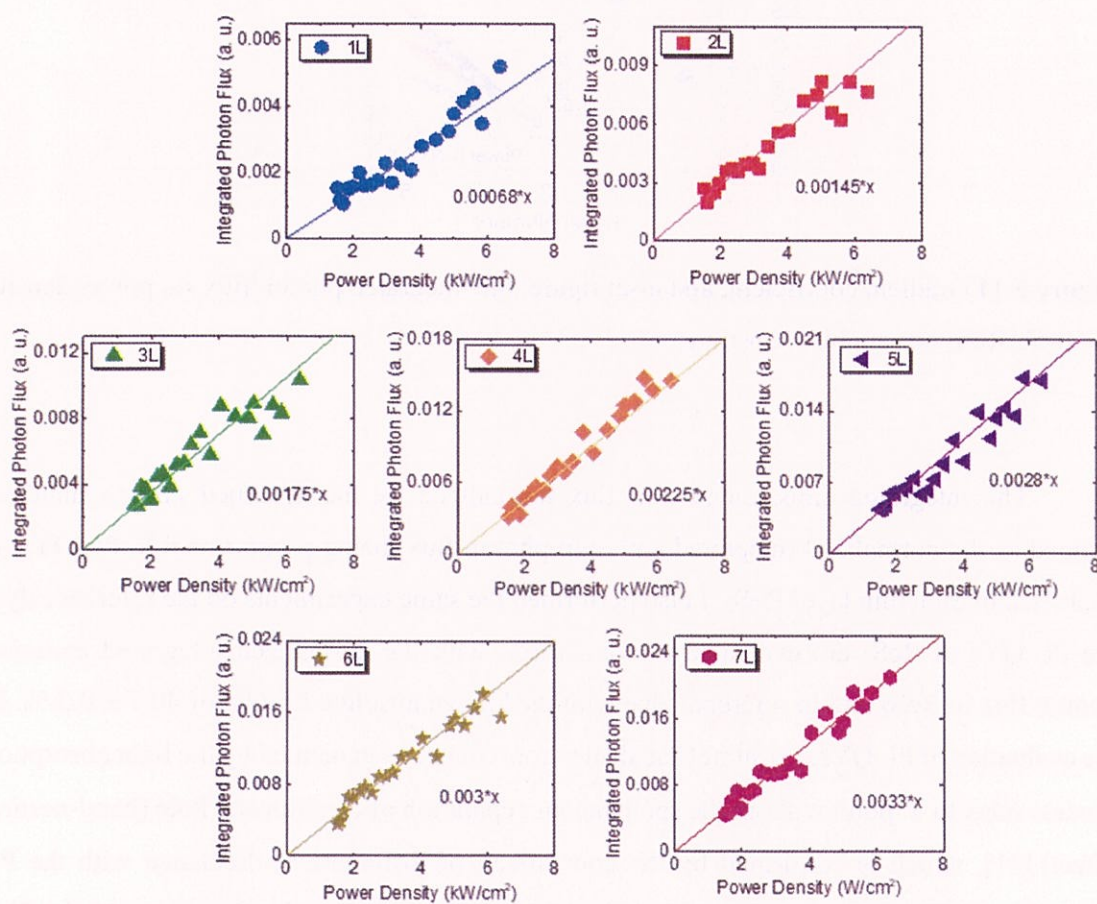 0.006
0.004
0.002
0
0 2 4 6 8
Integrated Photon Flux (a. u.)
Power Density (kW/cm²)
1L
0.00068*x
0.009
0.006
0.003
0
0 2 4 6 8
Integrated Photon Flux (a. u.)
Power Density (kW/cm²)
2L
0.00145*x
0.012
0.008
0.004
0
0 2 4 6 8
Integrated Photon Flux (a. u.)
Power Density (kW/cm²)
3L
0.00175*x
0.018
0.012
0.006
0
0 2 4 6 8
Integrated Photon Flux (a. u.)
Power Density (kW/cm²)
4L
0.00225*x
0.021
0.014
0.007
0
0 2 4 6 8
Integrated Photon Flux (a. u.)
Power Density (kW/cm²)
5L
0.0028*x
0.024
0.016
0.008
0
0 2 4 6 8
Integrated Photon Flux (a. u.)
Power Density (kW/cm²)
6L
0.003*x
0.024
0.016
0.008
0
0 2 4 6 8
Integrated Photon Flux (a. u.)
Power Density (W/cm²)
7L
0.0033*x